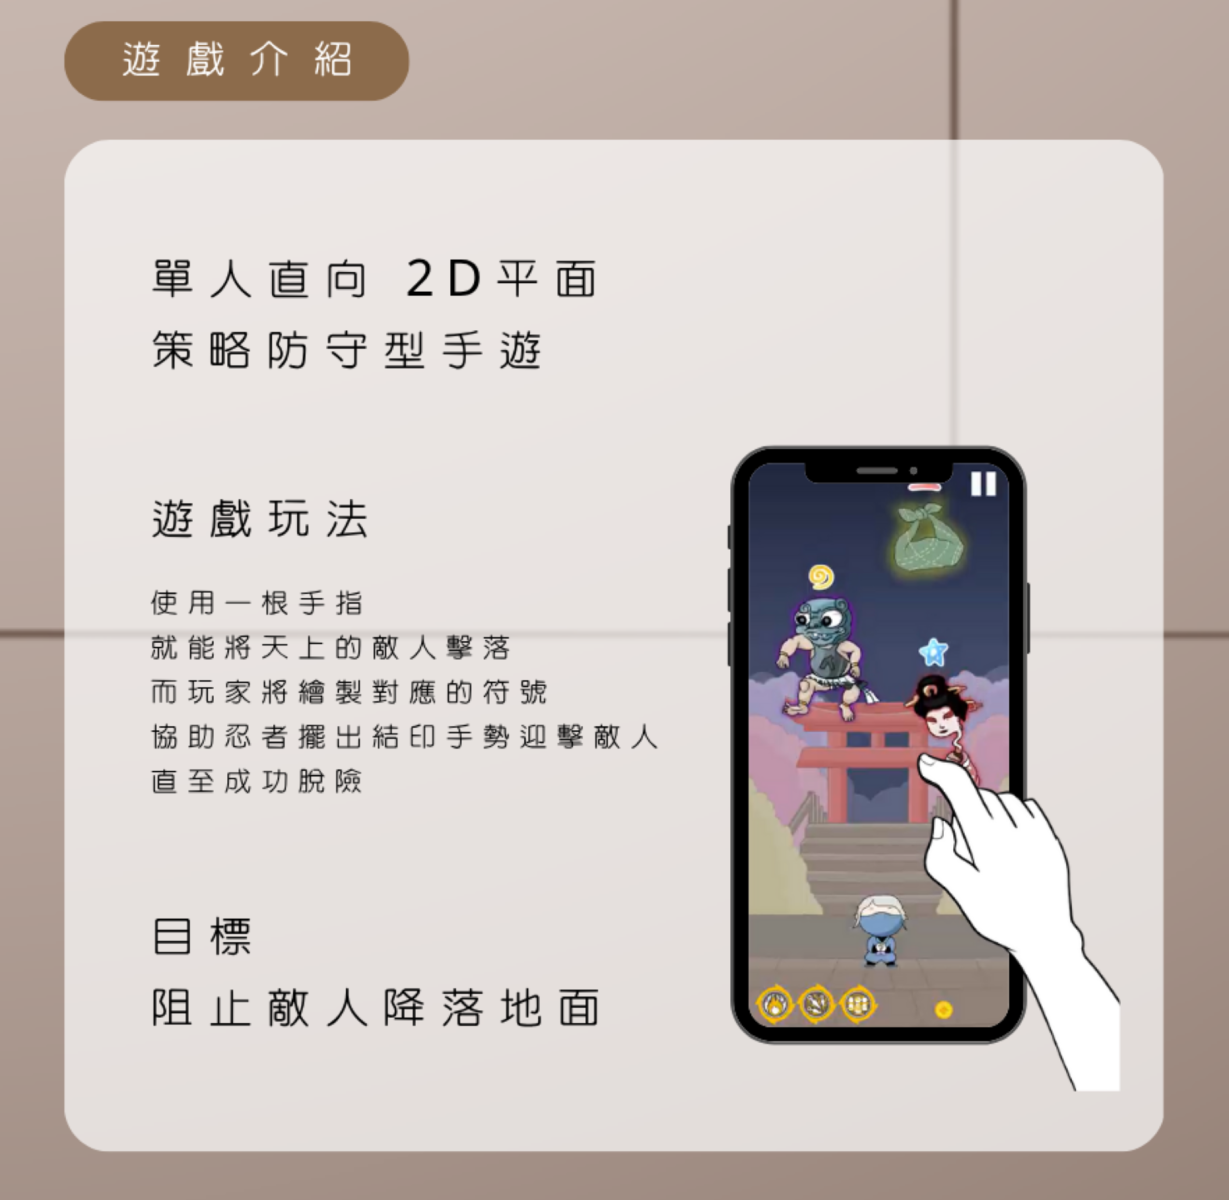 遊戲介紹
單人直向 2D平面
策略防守型手遊
遊戲玩法
使用一根手指
就能將天上的敵人擊落
而玩家將繪製對應的符號
協助忍者擺出結印手勢迎擊敵人
直至成功脫險
目標
阻止敵人降落地面